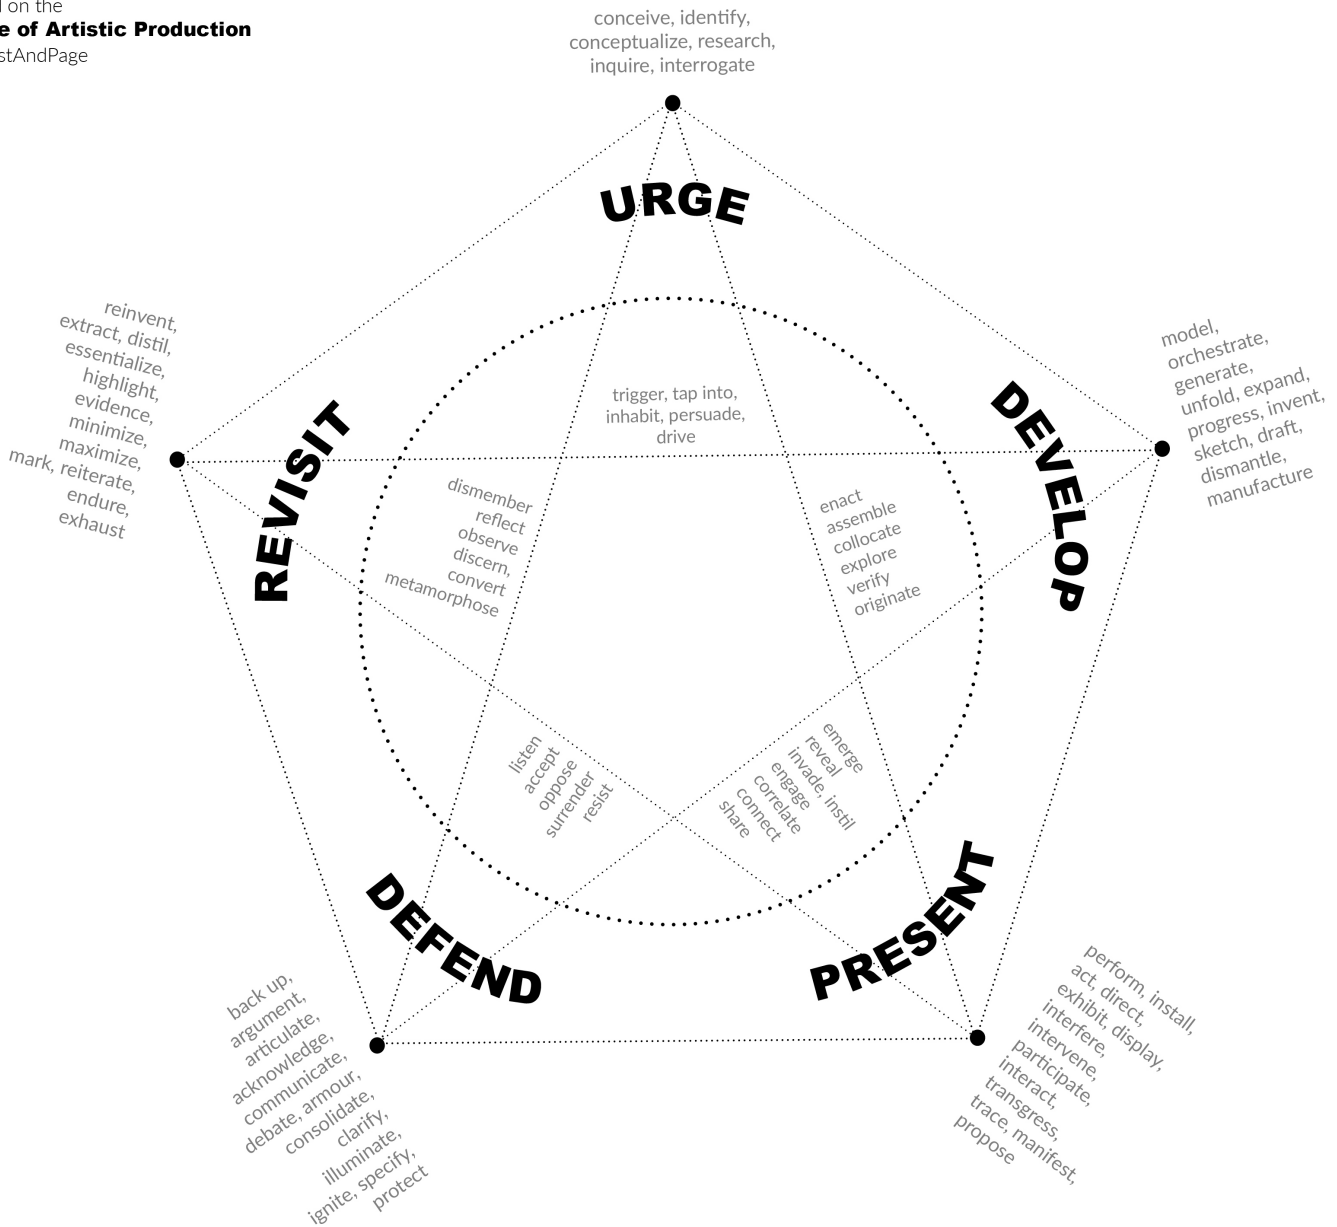 on the
of Artistic Production
AndPage
conceive, identify,
conceptualize, research,
inquire, interrogate
URGE
trigger, tap into,
inhabit, persuade,
drive
DEVELOP
model,
orchestrate,
generate,
unfold, expand,
progress, invent,
sketch, draft,
dismantle,
manufacture
enact
assemble
collocate
explore
verify
originate
PRESENT
perform, install,
act, direct,
exhibit, display,
interfere,
intervene,
participate,
interact,
transgress,
trace, manifest,
propose
emerge
reveal
invade, instil
engage
correlate
connect
share
DEFEND
back up,
argument,
articulate,
acknowledge,
communicate,
debate, armour,
consolidate,
clarify,
illuminate,
ignite, specify,
protect
listen
accept
oppose
surrender
resist
REVISIT
reinvent,
extract, distil,
essentialize,
highlight,
evidence,
minimize,
maximize,
mark, reiterate,
endure,
exhaust
dismember
reflect
observe
discern,
convert
metamorphose